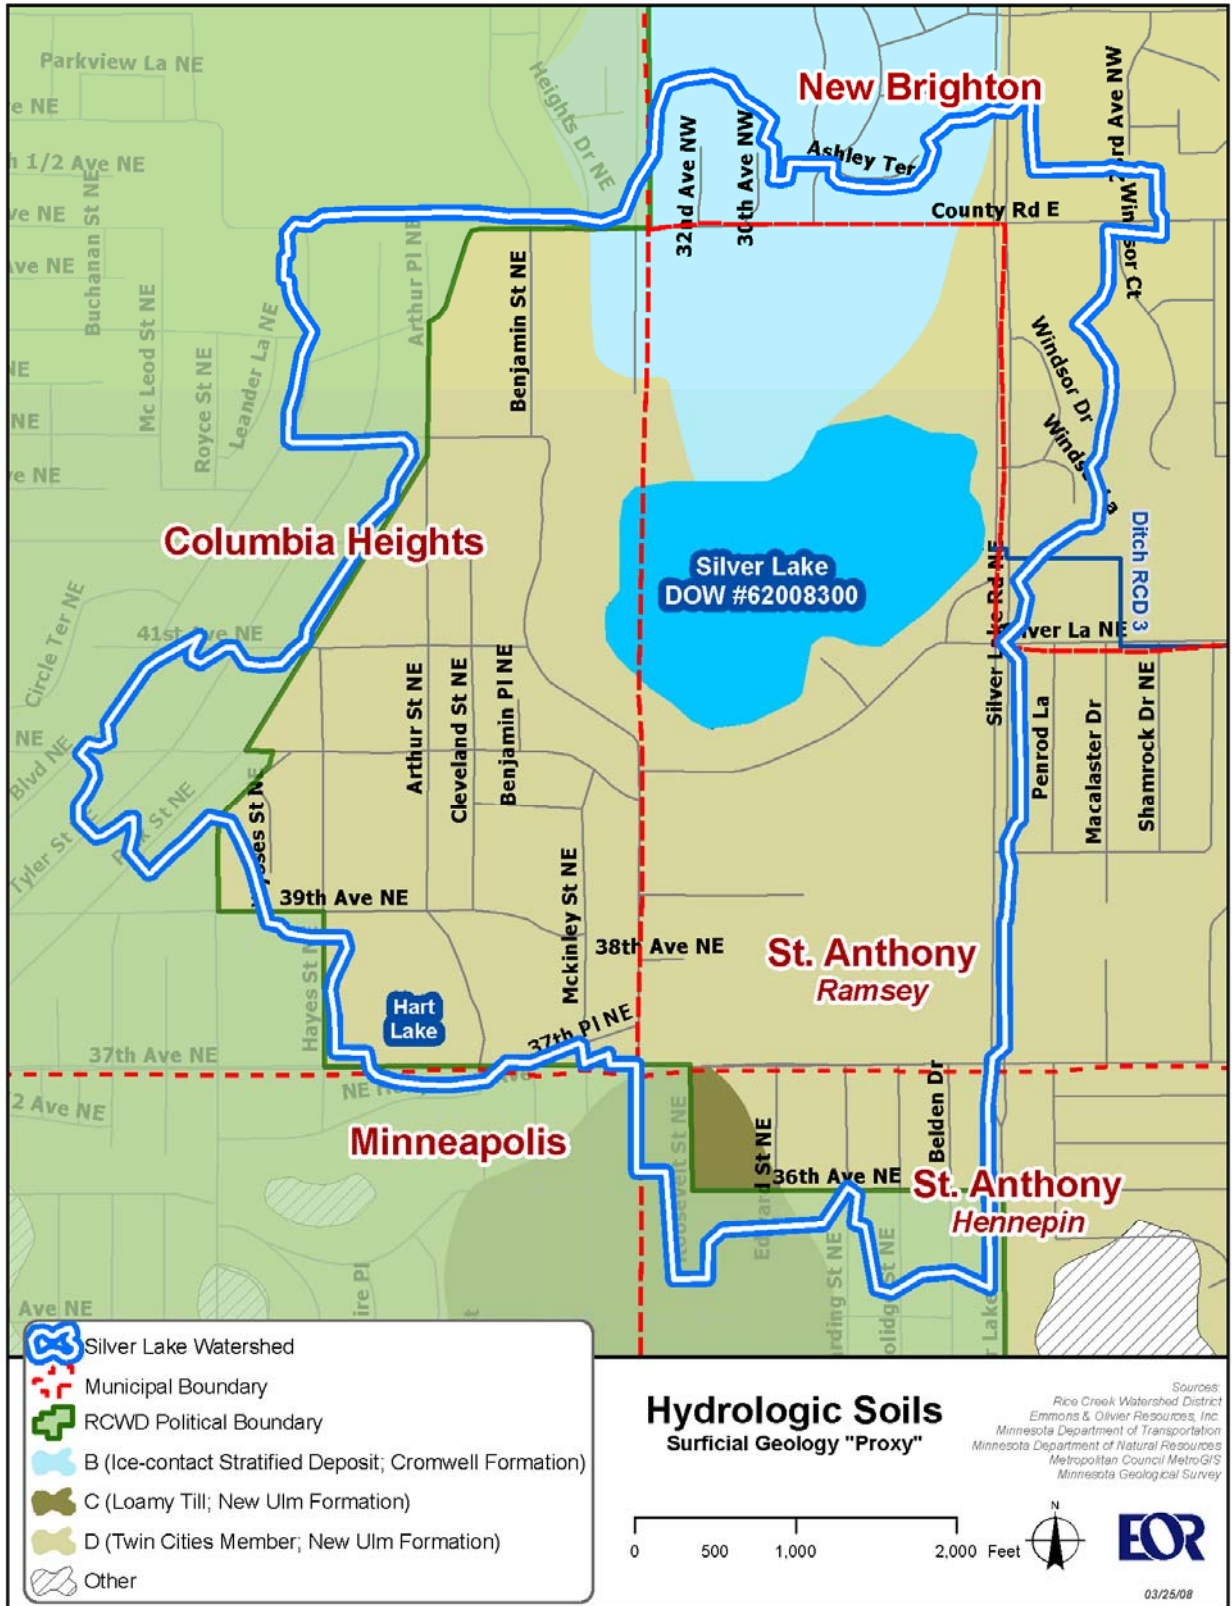 Parkview La NE
New Brighton
Heights Dr NE
1/2 Ave NE
32nd Ave NW
30th Ave NW
Ashley Ter
County Rd E
Ave NE
Buchanan St NE
Mc Leod St NE
Royce St NE
Leander La NE
Arthur Pl NE
Benjamin St NE
Windsor Dr
Columbia Heights
Silver Lake
DOW #62008300
Ditch RCD 3
Circle Ter NE
41st Ave NE
Blvd NE
Tyler St NE
Arthur St NE
Cleveland St NE
Benjamin Pl NE
Penrod La
Macalaster Dr
Shamrock Dr NE
39th Ave NE
Hayes St NE
Mckinley St NE
38th Ave NE
St. Anthony
Ramsey
Hart
Lake
37th Pl NE
37th Ave NE
2 Ave NE
Minneapolis
Roosevelt St NE
Belden Dr
36th Ave NE
St. Anthony
Hennepin
Ave NE
Silver Lake Watershed
Municipal Boundary
RCWD Political Boundary
B (Ice-contact Stratified Deposit; Cromwell Formation)
C (Loamy Till; New Ulm Formation)
D (Twin Cities Member; New Ulm Formation)
Other
Hydrologic Soils
Surficial Geology "Proxy"
Sources:
Rice Creek Watershed District
Emmons & Olivier Resources, Inc.
Minnesota Department of Transportation
Minnesota Department of Natural Resources
Metropolitan Council MetroGIS
Minnesota Geological Survey
0 500 1,000 2,000 Feet
N
EOR
03/25/08